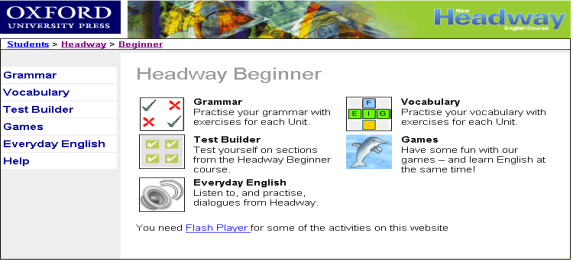 OXFORD
UNIVERSITY PRESS
New
Headway
English Course
Students > Headway > Beginner
Grammar
Vocabulary
Test Builder
Games
Everyday English
Help
Headway Beginner
Grammar
Practise your grammar with
exercises for each Unit.
Vocabulary
Practise your vocabulary with
exercises for each Unit.
F
E I G
Test Builder
Test yourself on sections
from the Headway Beginner
course.
Games
Have some fun with our
games – and learn English at
the same time!
Everyday English
Listen to, and practise,
dialogues from Headway.
You need Flash Player for some of the activities on this website